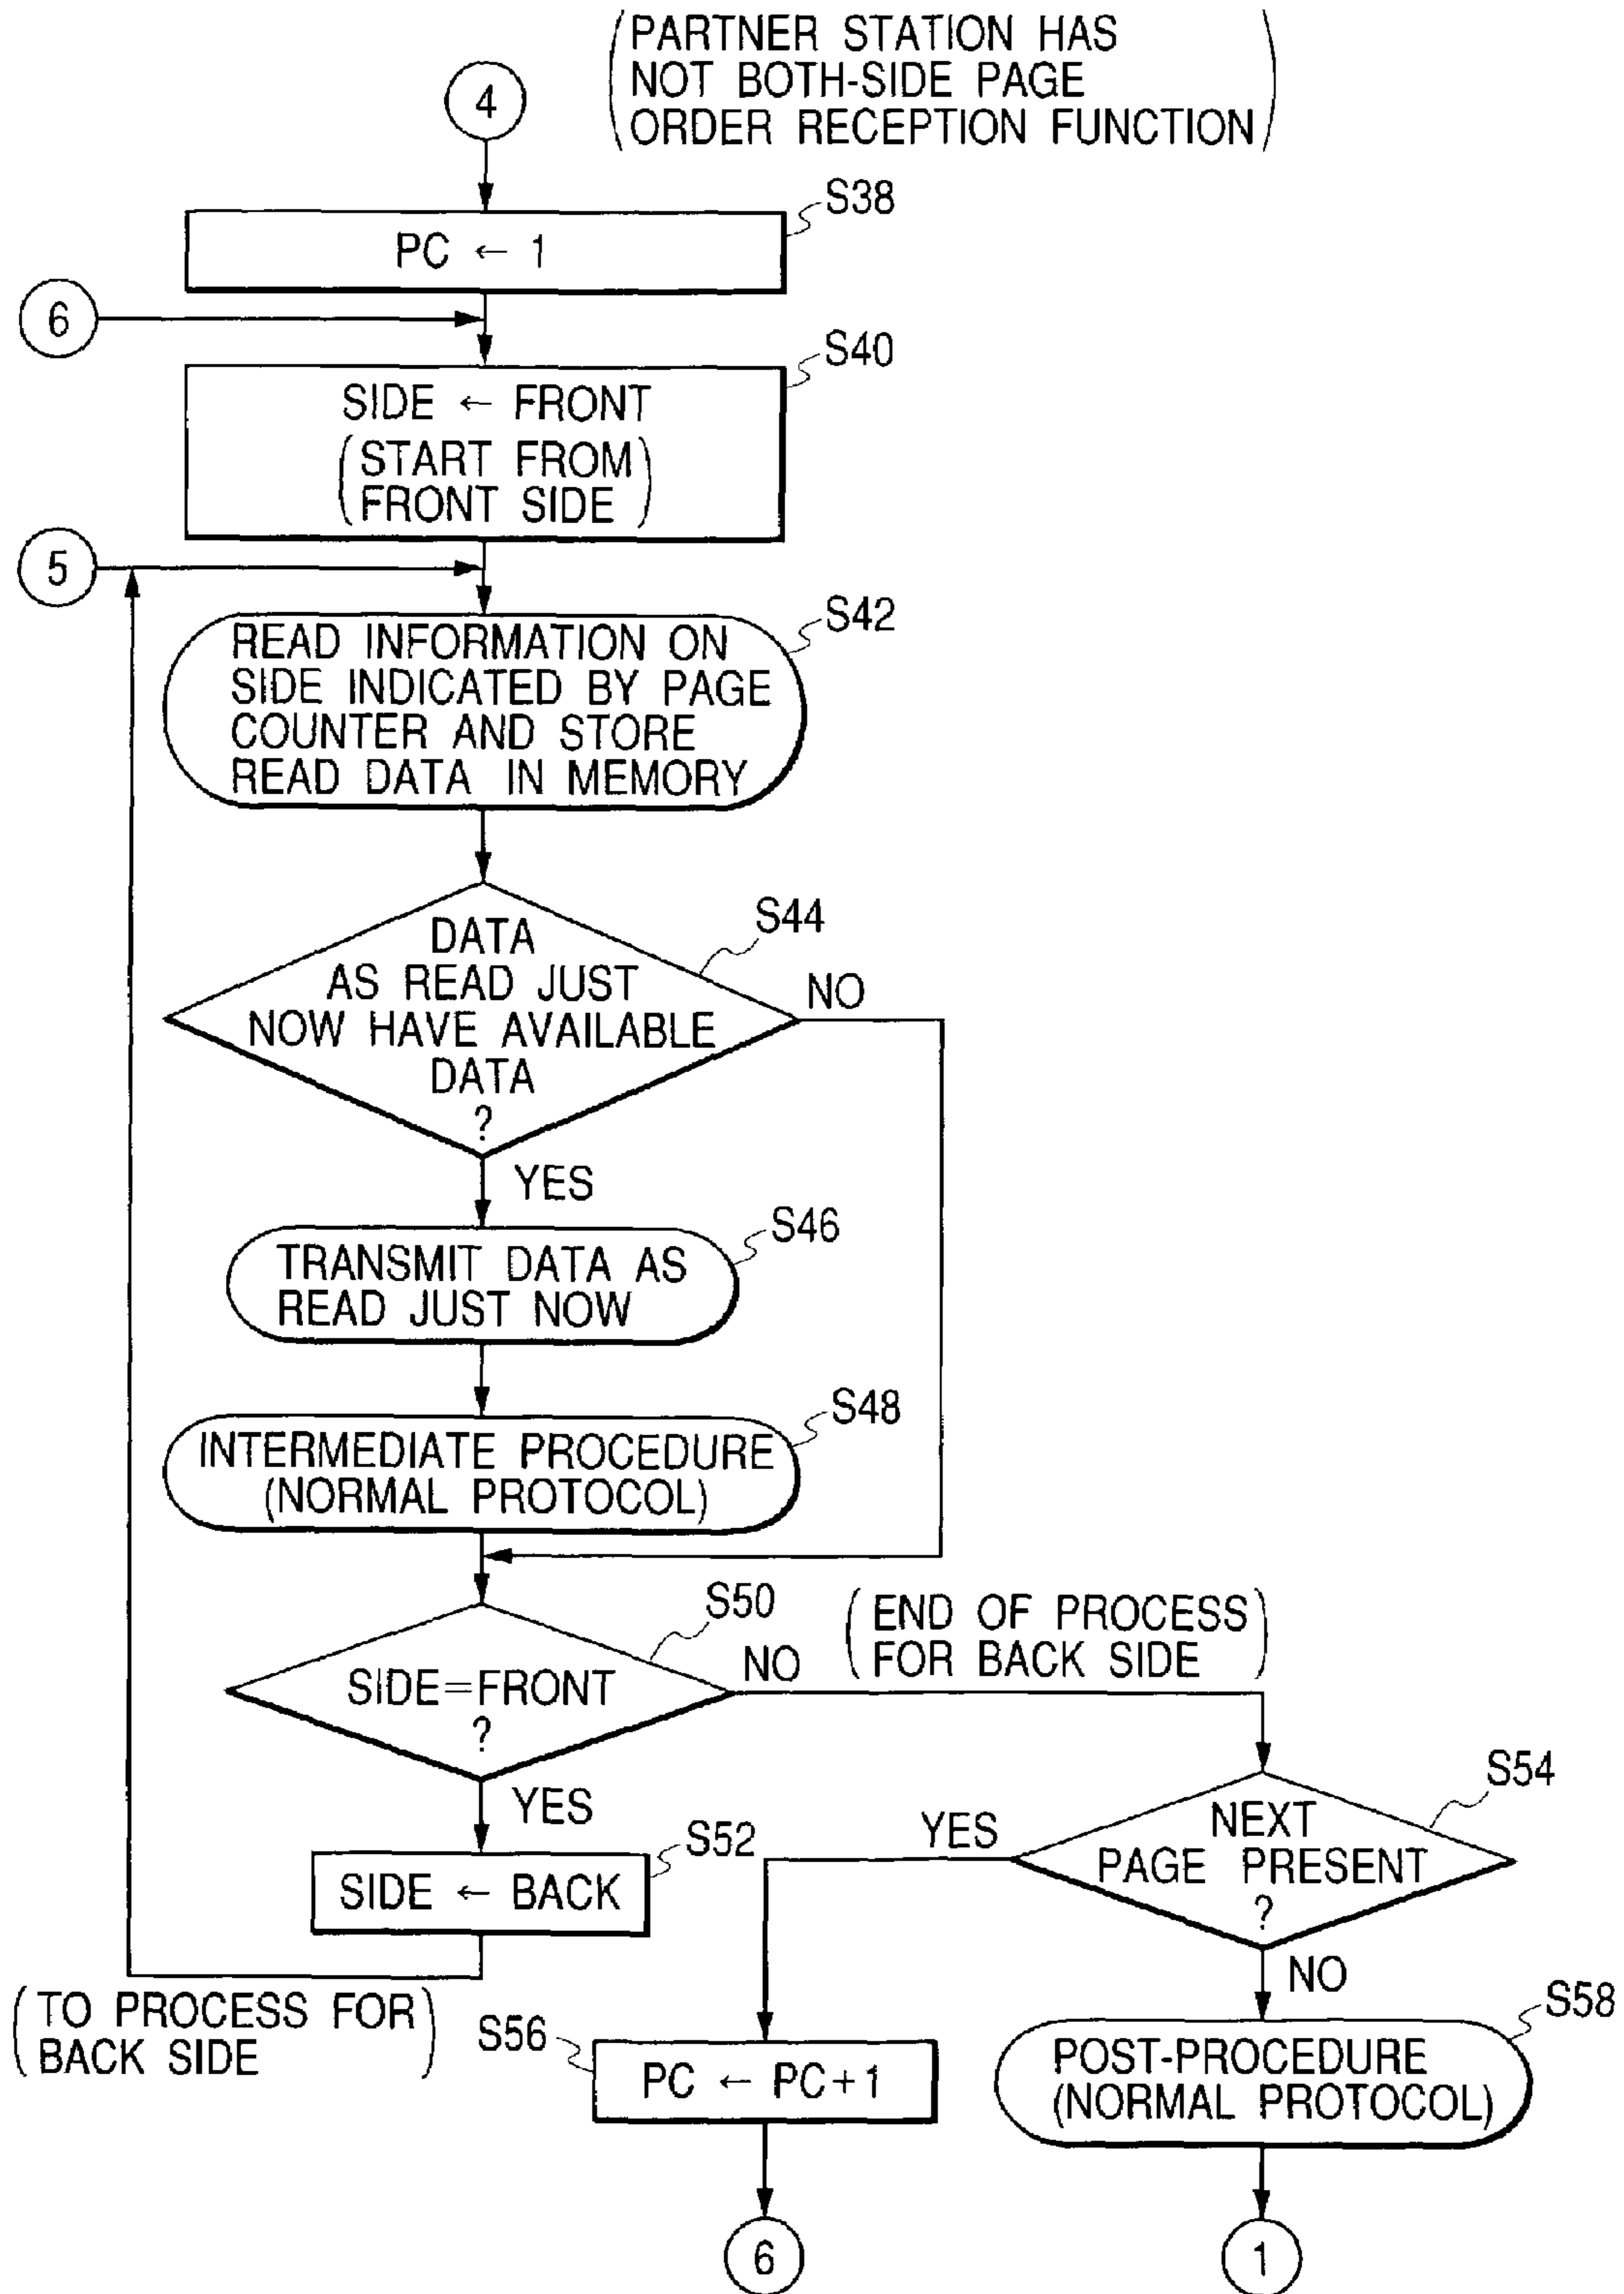 (PARTNER STATION HAS
NOT BOTH-SIDE PAGE
ORDER RECEPTION FUNCTION)
4
S38
PC ← 1
6
S40
SIDE ← FRONT
(START FROM
FRONT SIDE)
5
S42
READ INFORMATION ON
SIDE INDICATED BY PAGE
COUNTER AND STORE
READ DATA IN MEMORY
S44
DATA
AS READ JUST
NOW HAVE AVAILABLE
DATA
?
NO
YES
S46
TRANSMIT DATA AS
READ JUST NOW
S48
INTERMEDIATE PROCEDURE
(NORMAL PROTOCOL)
S50
SIDE=FRONT
?
NO
(END OF PROCESS
FOR BACK SIDE)
YES
S52
SIDE ← BACK
(TO PROCESS FOR
BACK SIDE)
S54
NEXT
PAGE PRESENT
?
YES
NO
S56
PC ← PC+1
S58
POST-PROCEDURE
(NORMAL PROTOCOL)
6
1